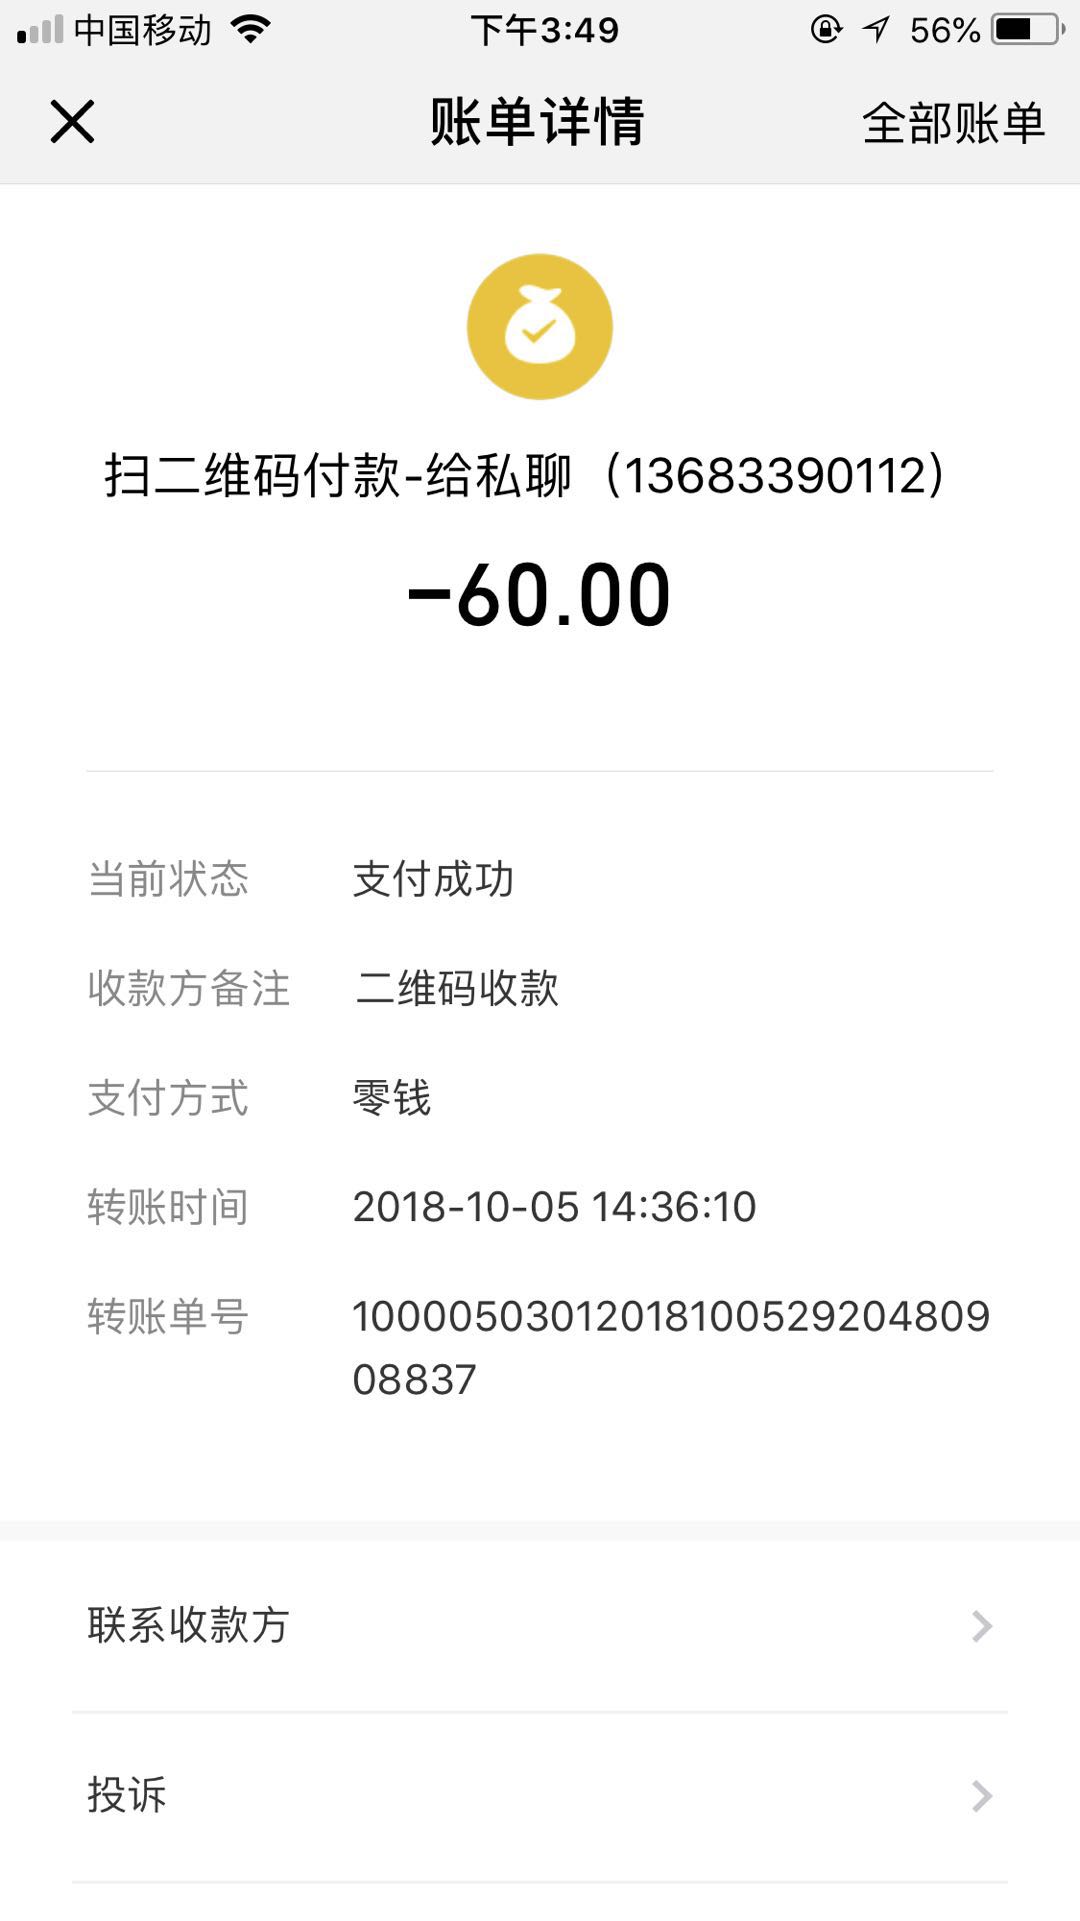 中国移动 下午3:49 56%
账单详情 全部账单
扫二维码付款-给私聊（13683390112）
-60.00
当前状态 支付成功
收款方备注 二维码收款
支付方式 零钱
转账时间 2018-10-05 14:36:10
转账单号 10000503012018100529204809
08837
联系收款方
投诉